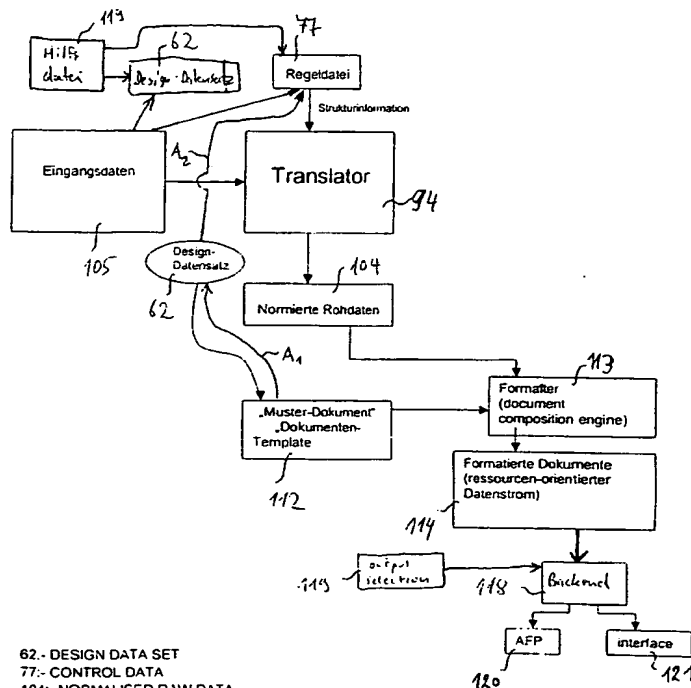 119
77
62
Hilfs
datei
Design-Datensatz
Regeldatei
Strukturinformation
A2
Eingangsdaten
Translator
94
105
Design-
Datensatz
62
104
Normierte Rohdaten
A1
113
Formatter
(document
composition engine)
„Muster-Dokument"
„Dokumenten-
Template
112
Formatierte Dokumente
(ressourcen-orientierter
Datenstrom)
114
output
selection
119
118
Backend
AFP
interface
120
121
62.- DESIGN DATA SET
77:- CONTROL DATA